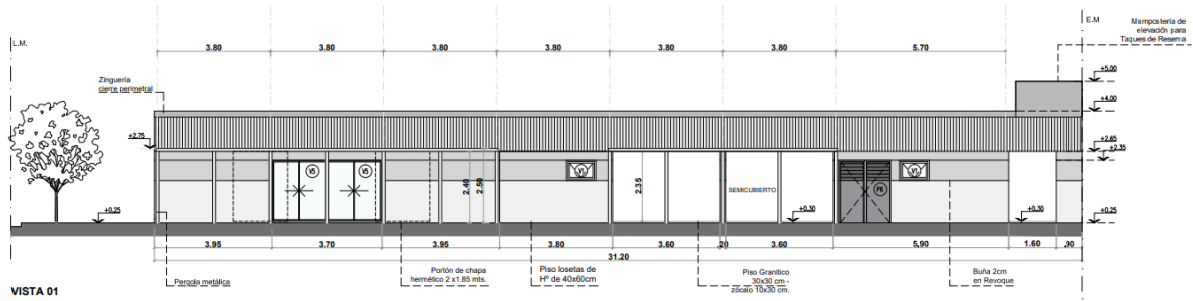 L.M.
E.M
Mampostería de
elevación para
Taques de Reserva
3.80
3.80
3.80
3.80
3.80
3.80
5.70
Zinguería
cierre perimetral
+5.00
+4.00
+2.75
+2.65
+2.35
V5
V5
V1
V1
P6
2.40
2.50
2.35
SEMICUBIERTO
+0.25
+0.30
+0.30
+0.25
3.95
3.70
3.95
3.80
3.60
.20
3.60
5.90
1.60
.90
31.20
Pergola metálica
Portón de chapa
hermético 2 x1.85 mts.
Piso losetas de
Hº de 40x60cm
Piso Granítico
30x30 cm -
zócalo 10x30 cm.
Buña 2cm
en Revoque
VISTA 01